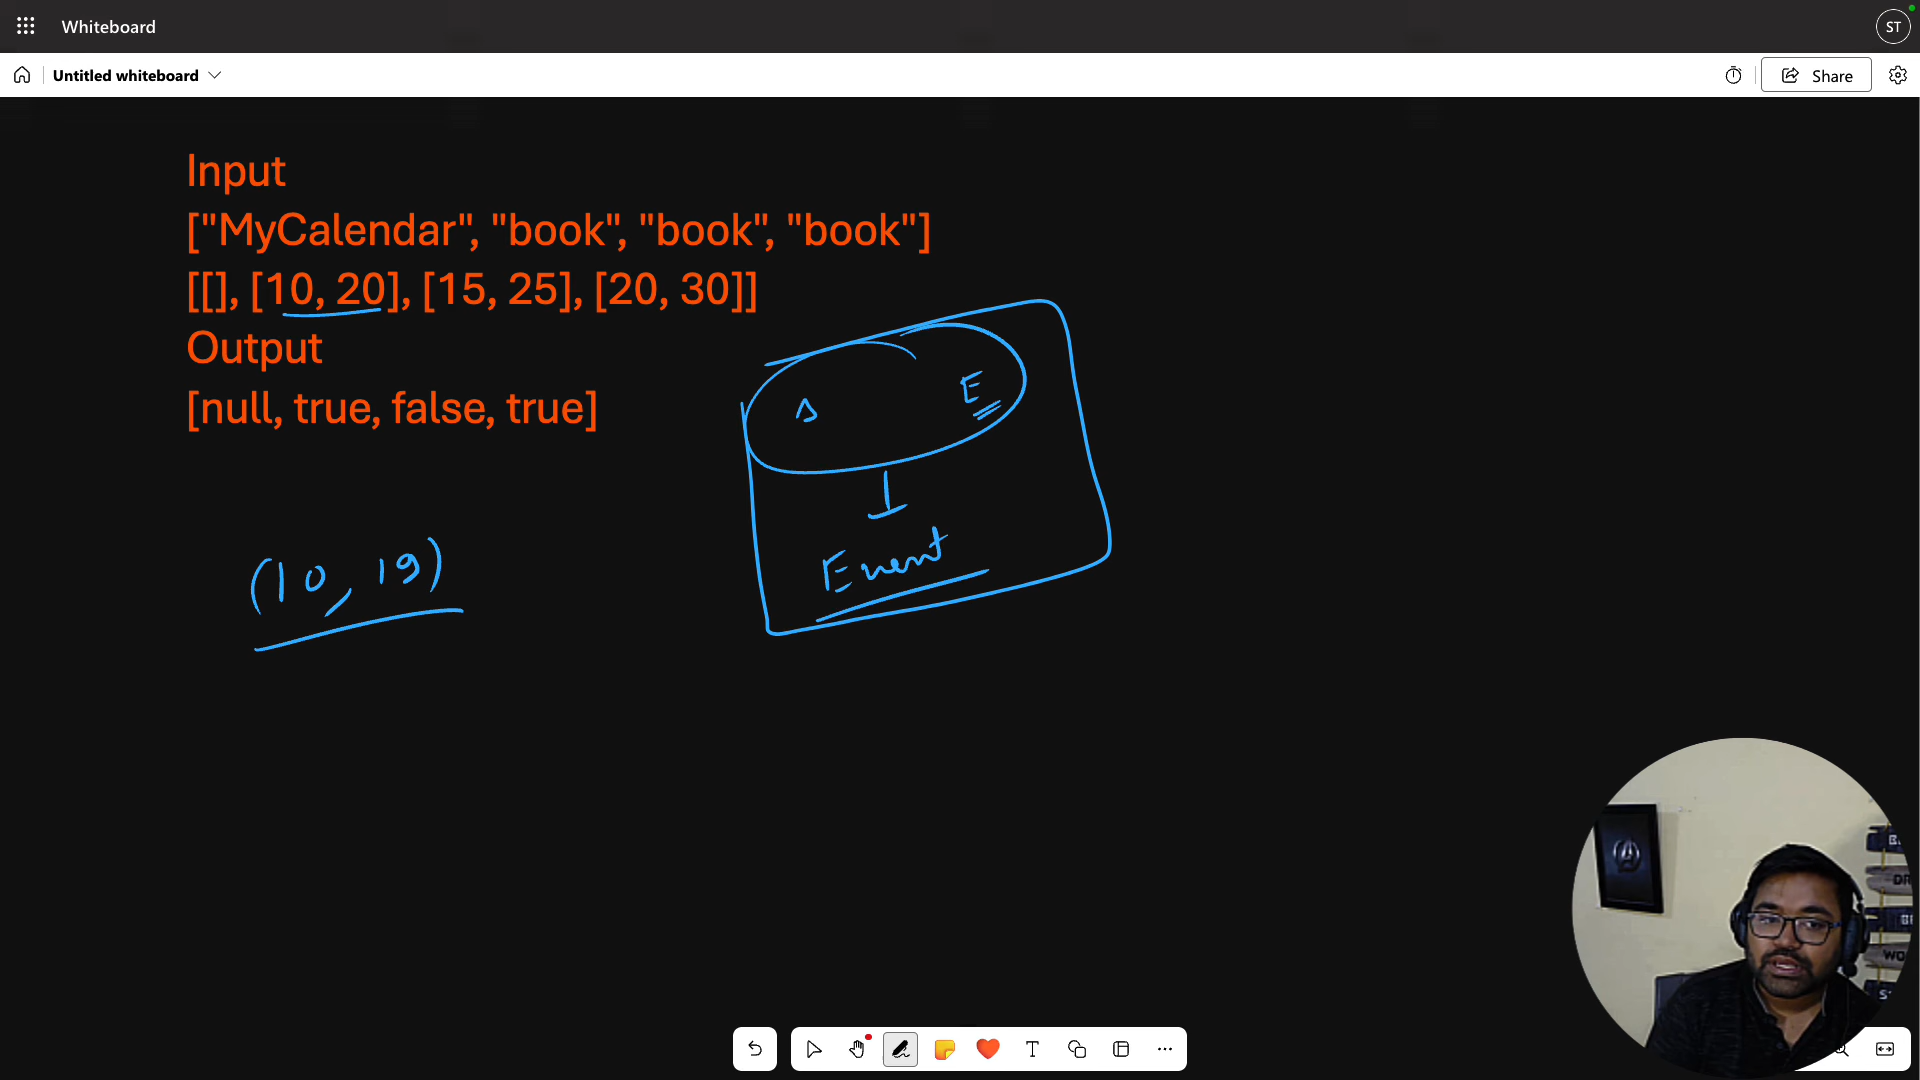 Whiteboard
ST
Untitled whiteboard
Share
Input
["MyCalendar", "book", "book", "book"]
[[], [10, 20], [15, 25], [20, 30]]
Output
[null, true, false, true]
s E
Event
(10, 19)